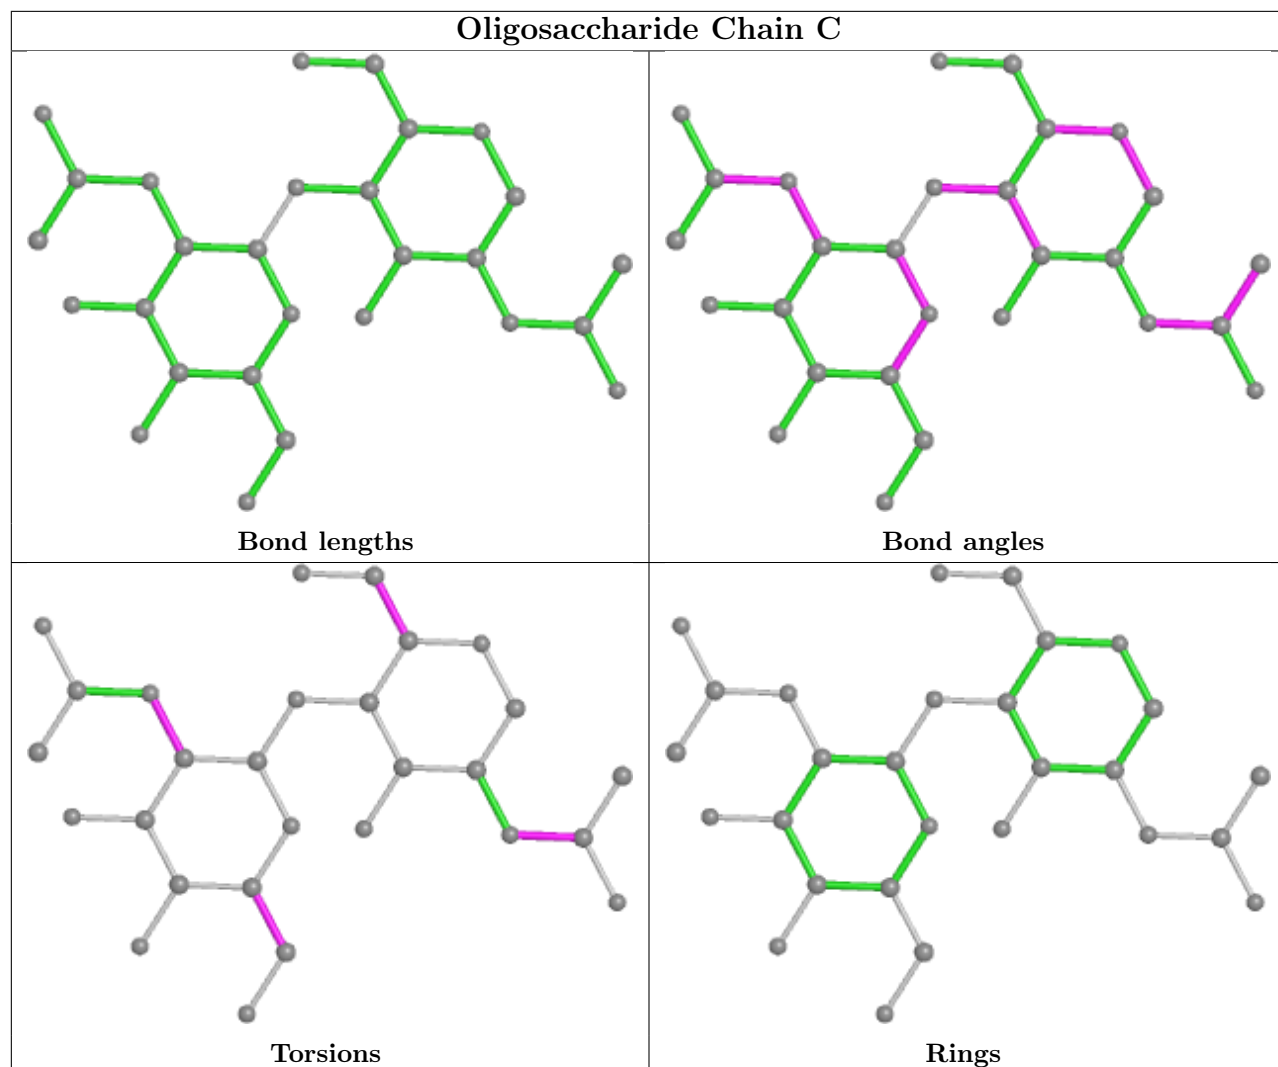 Oligosaccharide Chain C
Bond lengths
Bond angles
Torsions
Rings